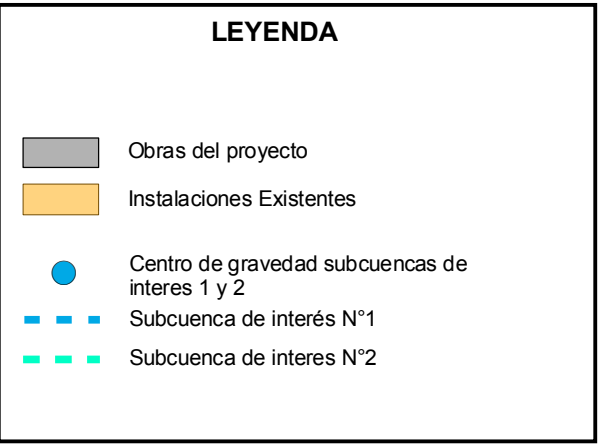 LEYENDA
Obras del proyecto
Instalaciones Existentes
Centro de gravedad subcuencas de
interes 1 y 2
Subcuenca de interés N°1
Subcuenca de interes N°2